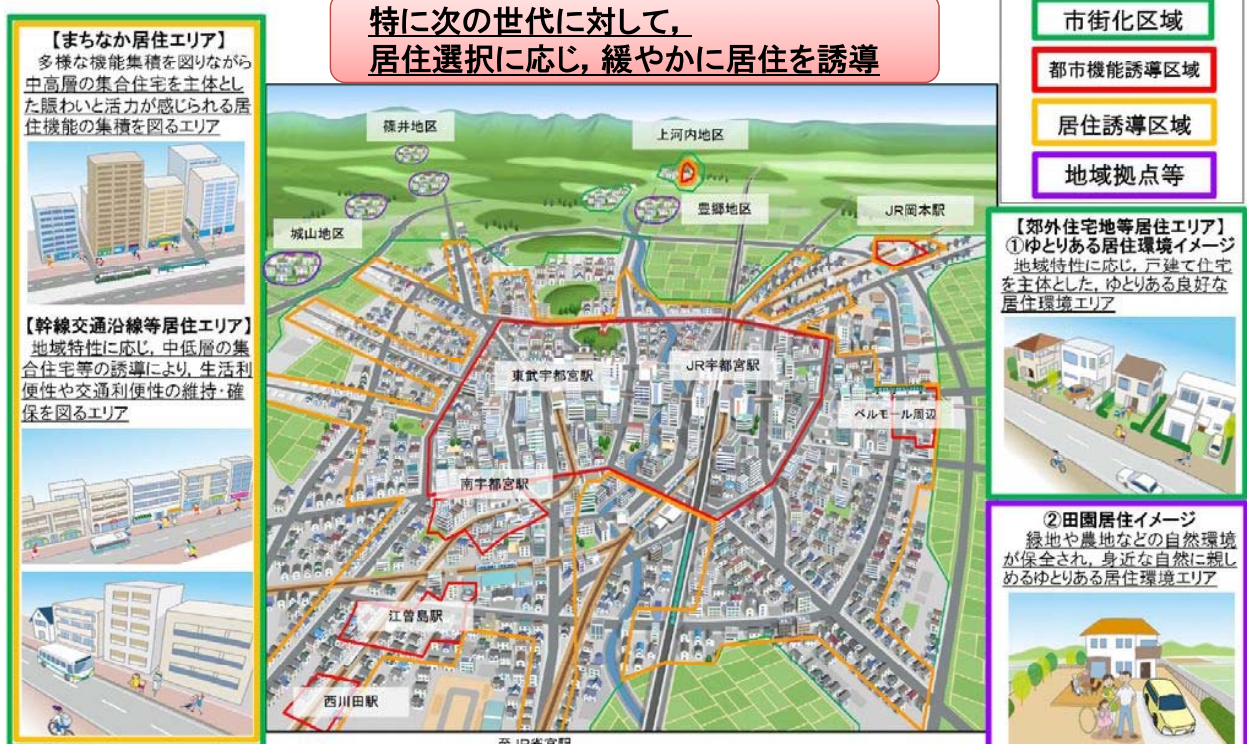 特に次の世代に対して，
居住選択に応じ，緩やかに居住を誘導
【まちなか居住エリア】
多様な機能集積を図りながら
中高層の集合住宅を主体とし
た賑わいと活力が感じられる居
住機能の集積を図るエリア
【幹線交通沿線等居住エリア】
地域特性に応じ，中低層の集
合住宅等の誘導により，生活利
便性や交通利便性の維持・確
保を図るエリア
篠井地区
上河内地区
豊郷地区
JR岡本駅
城山地区
東武宇都宮駅
JR宇都宮駅
ベルモール周辺
南宇都宮駅
江曽島駅
西川田駅
市街化区域
都市機能誘導区域
居住誘導区域
地域拠点等
【郊外住宅地等居住エリア】
①ゆとりある居住環境イメージ
地域特性に応じ，戸建て住宅
を主体とした，ゆとりある良好な
居住環境エリア
②田園居住イメージ
緑地や農地などの自然環境
が保全され，身近な自然に親し
めるゆとりある居住環境エリア